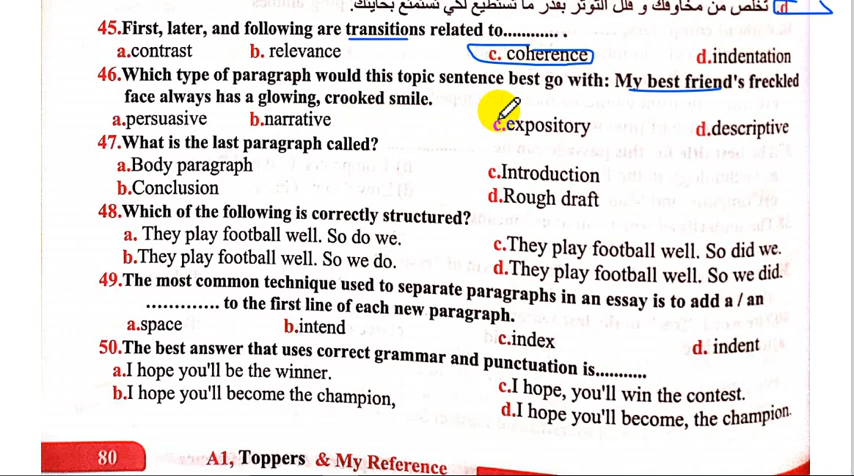 d. تخلص من مخاوفك و قلل التوتر بقدر ما تستطيع لكي تستمتع بحياتك.
45.First, later, and following are transitions related to............ .
a.contrast b. relevance c. coherence d.indentation
46.Which type of paragraph would this topic sentence best go with: My best friend's freckled
face always has a glowing, crooked smile.
a.persuasive b.narrative c.expository d.descriptive
47.What is the last paragraph called?
a.Body paragraph c.Introduction
b.Conclusion d.Rough draft
48.Which of the following is correctly structured?
a. They play football well. So do we. c.They play football well. So did we.
b.They play football well. So we do. d.They play football well. So we did.
49.The most common technique used to separate paragraphs in an essay is to add a / an
............. to the first line of each new paragraph.
a.space b.intend c.index d. indent
50.The best answer that uses correct grammar and punctuation is...........
a.I hope you'll be the winner. c.I hope, you'll win the contest.
b.I hope you'll become the champion, d.I hope you'll become, the champion.
80 A1, Toppers & My Reference